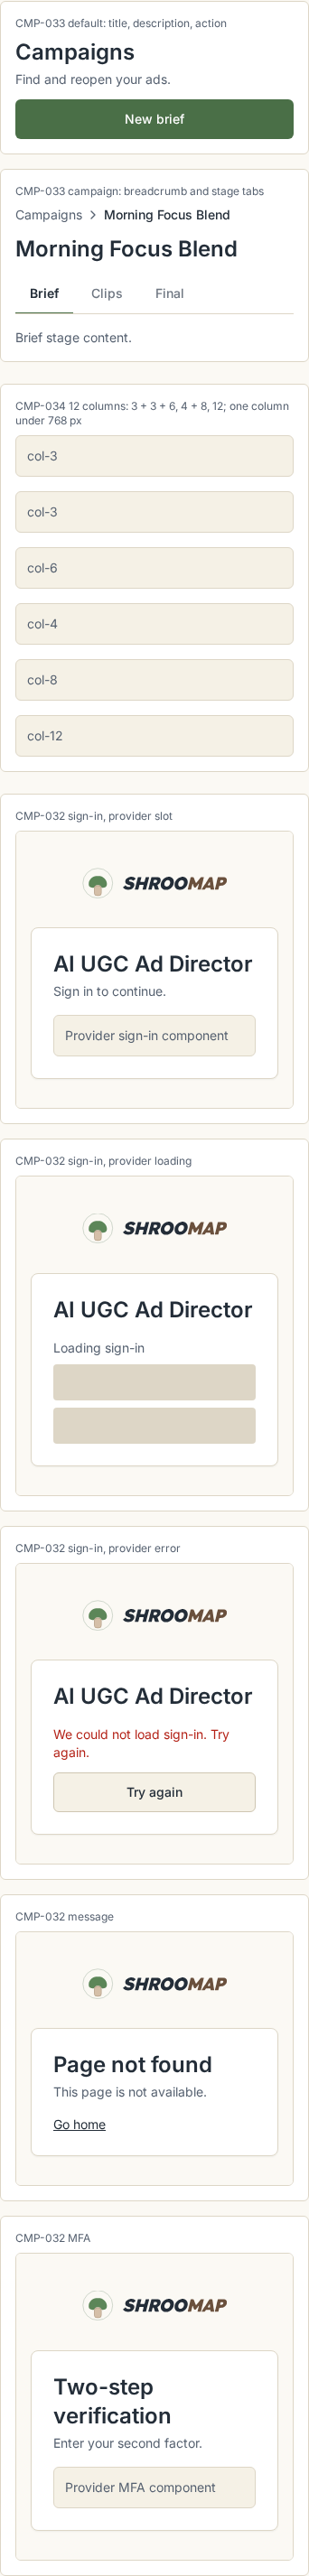 CMP-033 default: title, description, action
Campaigns
Find and reopen your ads.
New brief
CMP-033 campaign: breadcrumb and stage tabs
Campaigns > Morning Focus Blend
Morning Focus Blend
Brief Clips Final
Brief stage content.
CMP-034 12 columns: 3 + 3 + 6, 4 + 8, 12; one column
under 768 px
col-3
col-3
col-6
col-4
col-8
col-12
CMP-032 sign-in, provider slot
SHROOMAP
AI UGC Ad Director
Sign in to continue.
Provider sign-in component
CMP-032 sign-in, provider loading
SHROOMAP
AI UGC Ad Director
Loading sign-in
CMP-032 sign-in, provider error
SHROOMAP
AI UGC Ad Director
We could not load sign-in. Try
again.
Try again
CMP-032 message
SHROOMAP
Page not found
This page is not available.
Go home
CMP-032 MFA
SHROOMAP
Two-step
verification
Enter your second factor.
Provider MFA component